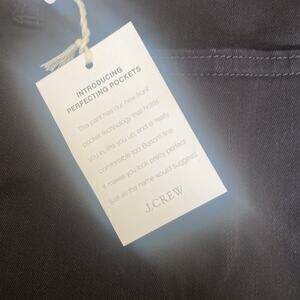 INTRODUCING
PERFECTING POCKETS
This pant has our new front
pocket technology that holds
you in, lifts you up and is really
comfortable too. Bottom line:
it makes you look pretty perfect
just as the name would suggest.
J.CREW